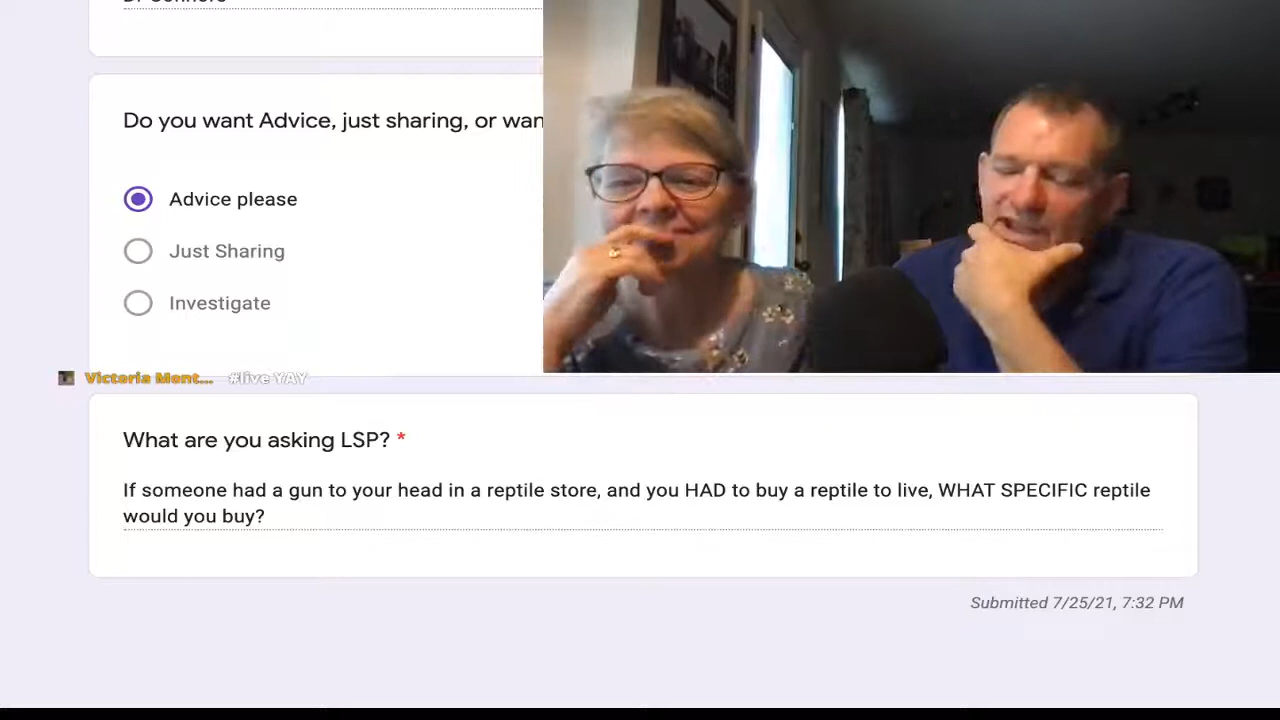 Do you want Advice, just sharing, or wan
Advice please
Just Sharing
Investigate
Victoria Mont... #live YAY
What are you asking LSP? *
If someone had a gun to your head in a reptile store, and you HAD to buy a reptile to live, WHAT SPECIFIC reptile
would you buy?
Submitted 7/25/21, 7:32 PM